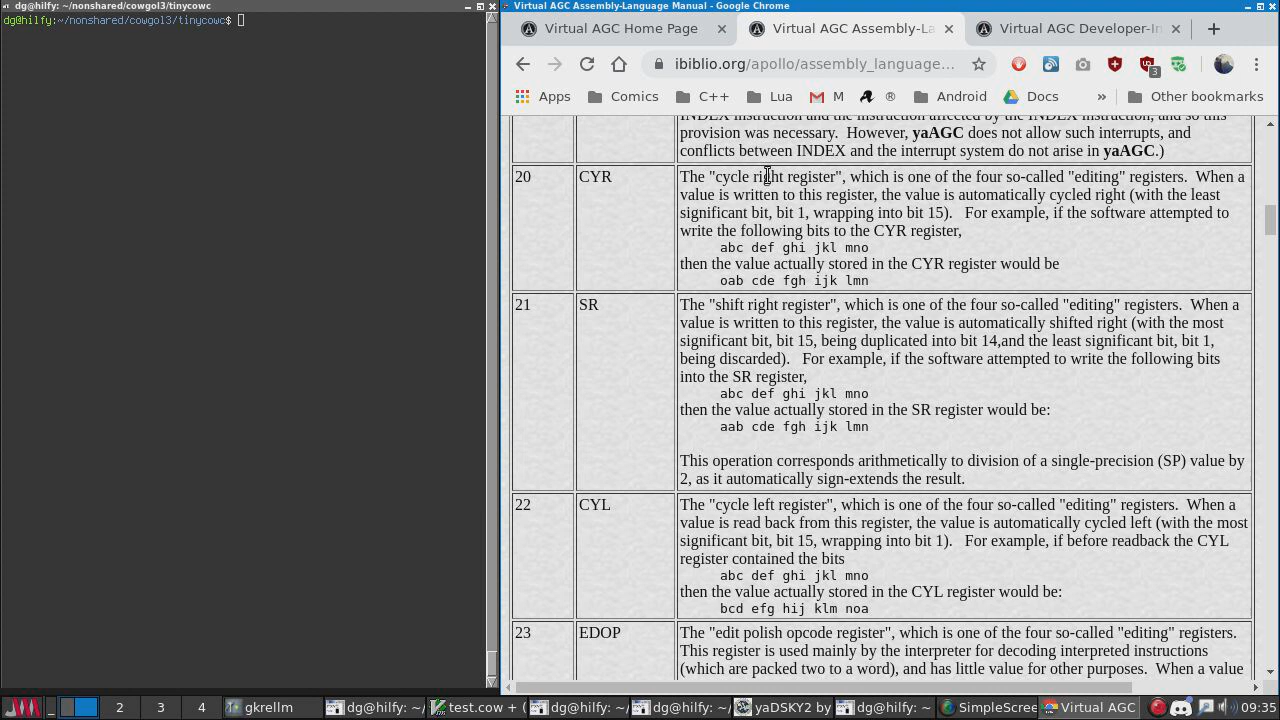 dg@hilfy: ~/nonshared/cowgol3/tinycowc
dg@hilfy:~/nonshared/cowgol3/tinycowc$
Virtual AGC Assembly-Language Manual - Google Chrome
Virtual AGC Home Page
Virtual AGC Assembly-La
Virtual AGC Developer-In
ibiblio.org/apollo/assembly_language...
3
Apps
Comics
C++
Lua
M
®
Android
Docs
»
Other bookmarks
INDEX instruction and the instruction affected by the INDEX instruction, and so this
provision was necessary.  However, yaAGC does not allow such interrupts, and
conflicts between INDEX and the interrupt system do not arise in yaAGC.)
20
CYR
The "cycle right register", which is one of the four so-called "editing" registers.  When a
value is written to this register, the value is automatically cycled right (with the least
significant bit, bit 1, wrapping into bit 15).   For example, if the software attempted to
write the following bits to the CYR register,
abc def ghi jkl mno
then the value actually stored in the CYR register would be
oab cde fgh ijk lmn
21
SR
The "shift right register", which is one of the four so-called "editing" registers.  When a
value is written to this register, the value is automatically shifted right (with the most
significant bit, bit 15, being duplicated into bit 14,and the least significant bit, bit 1,
being discarded).   For example, if the software attempted to write the following bits
into the SR register,
abc def ghi jkl mno
then the value actually stored in the SR register would be:
aab cde fgh ijk lmn
This operation corresponds arithmetically to division of a single-precision (SP) value by
2, as it automatically sign-extends the result.
22
CYL
The "cycle left register", which is one of the four so-called "editing" registers.  When a
value is read back from this register, the value is automatically cycled left (with the most
significant bit, bit 15, wrapping into bit 1).   For example, if before readback the CYL
register contained the bits
abc def ghi jkl mno
then the value actually stored in the CYL register would be:
bcd efg hij klm noa
23
EDOP
The "edit polish opcode register", which is one of the four so-called "editing" registers.
This register is used mainly by the interpreter for decoding interpreted instructions
(which are packed two to a word), and has little value for other purposes.  When a value
2
3
4
gkrellm
dg@hilfy: ~/
test.cow + (
dg@hilfy: ~/
dg@hilfy: ~/
yaDSKY2 by
dg@hilfy: ~
SimpleScree
Virtual AGC
09:35